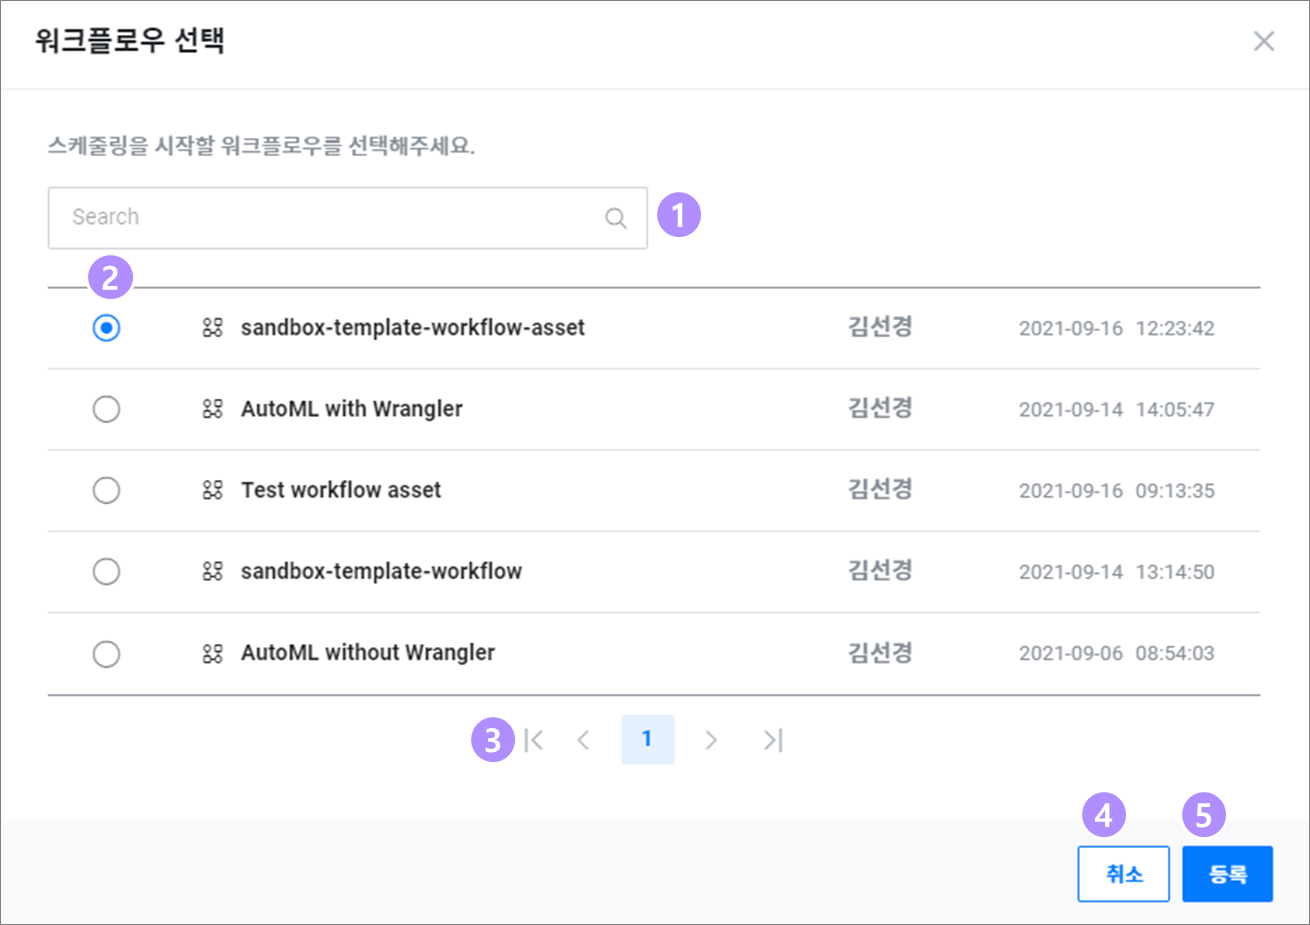 워크플로우 선택
스케줄링을 시작할 워크플로우를 선택해주세요.
Search 1
2
sandbox-template-workflow-asset 김선경 2021-09-16 12:23:42
AutoML with Wrangler 김선경 2021-09-14 14:05:47
Test workflow asset 김선경 2021-09-16 09:13:35
sandbox-template-workflow 김선경 2021-09-14 13:14:50
AutoML without Wrangler 김선경 2021-09-06 08:54:03
3 1
4 5
취소 등록